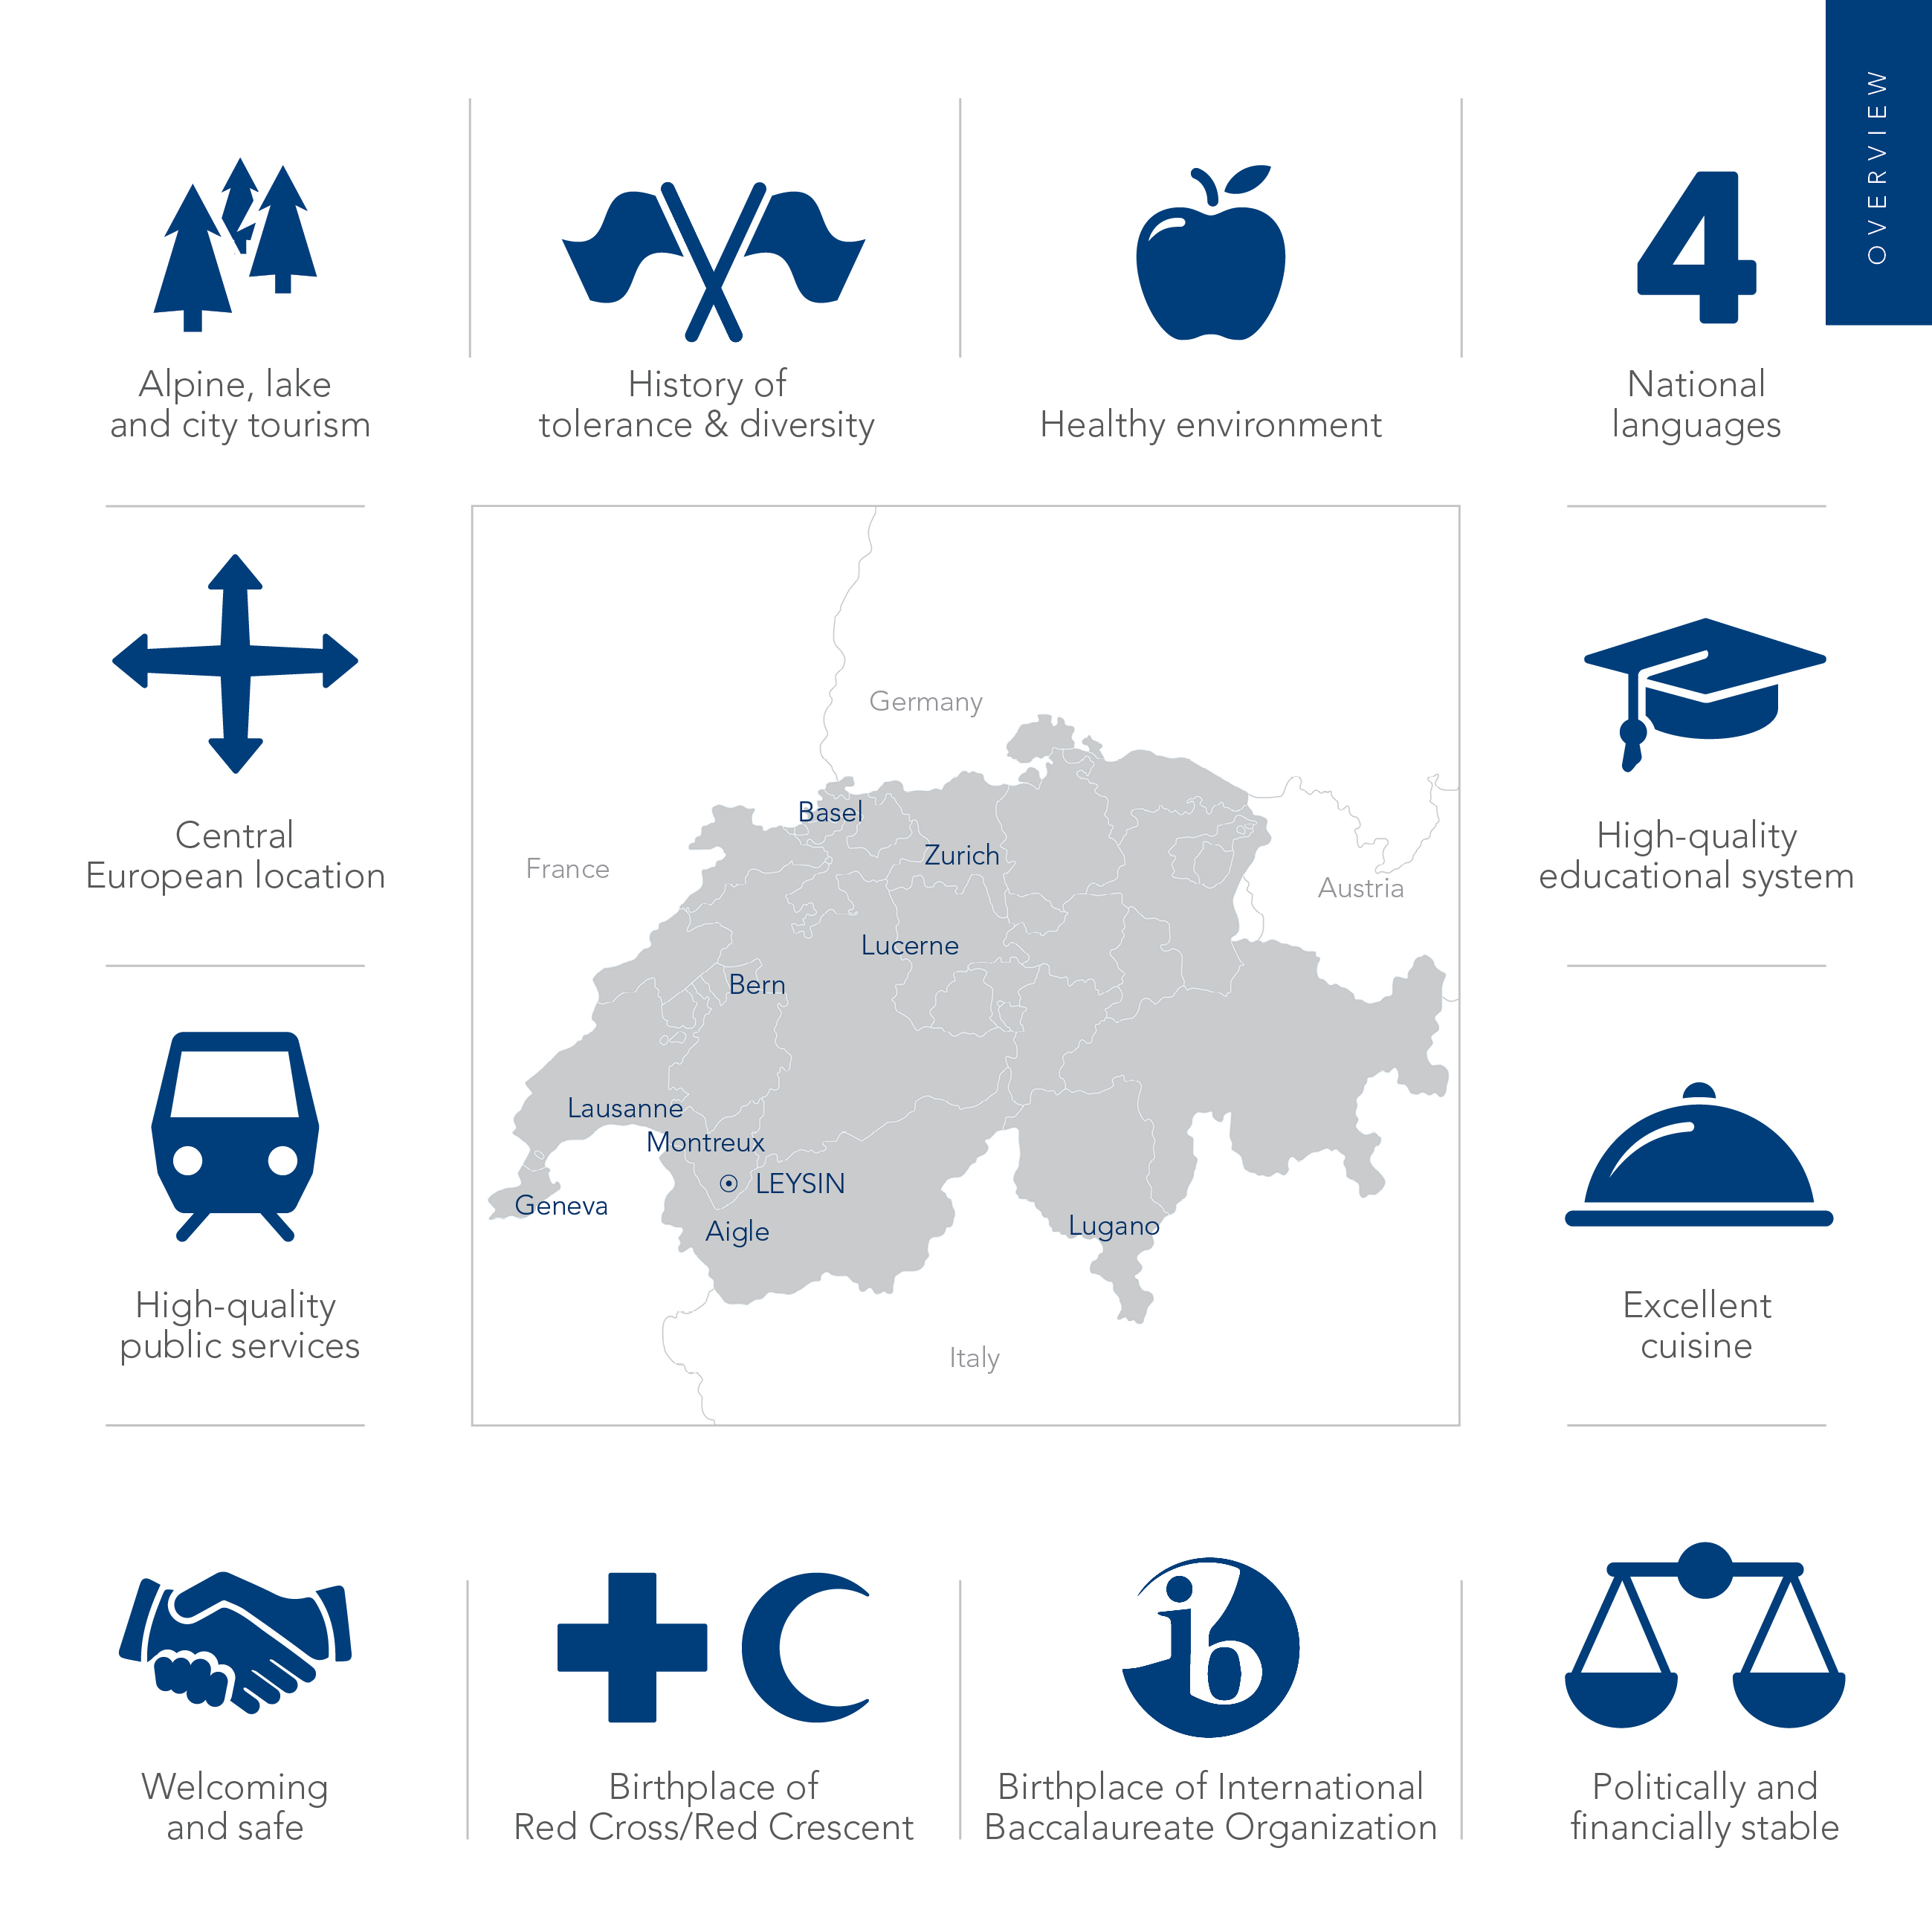 OVERVIEW
4
Alpine, lake
and city tourism
History of
tolerance & diversity
Healthy environment
National
languages
Central
European location
High-quality
educational system
High-quality
public services
Excellent
cuisine
Germany
France
Austria
Italy
Basel
Zurich
Lucerne
Bern
Lausanne
Montreux
LEYSIN
Geneva
Aigle
Lugano
ib
Welcoming
and safe
Birthplace of
Red Cross/Red Crescent
Birthplace of International
Baccalaureate Organization
Politically and
financially stable